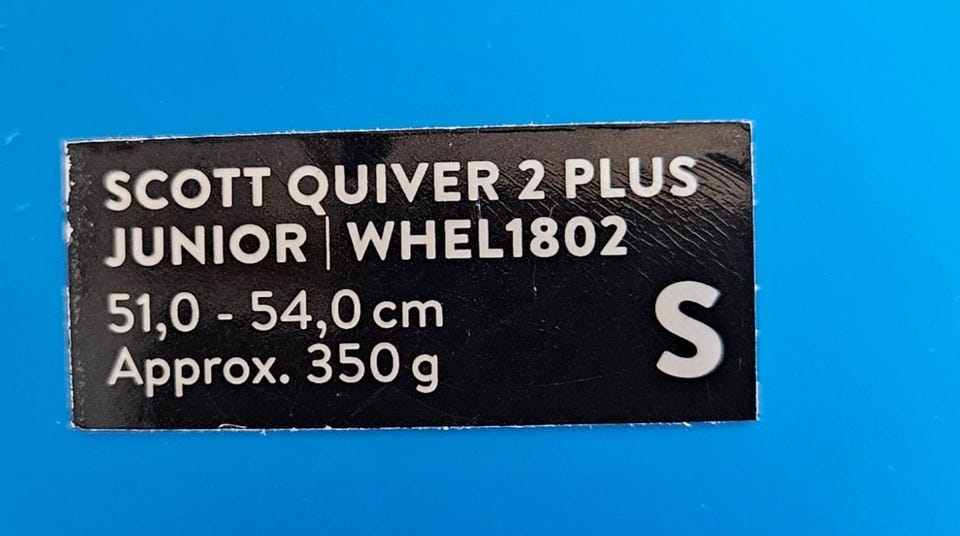 SCOTT QUIVER 2 PLUS
JUNIOR | WHEL1802
51,0 - 54,0 cm
Approx. 350 g
S